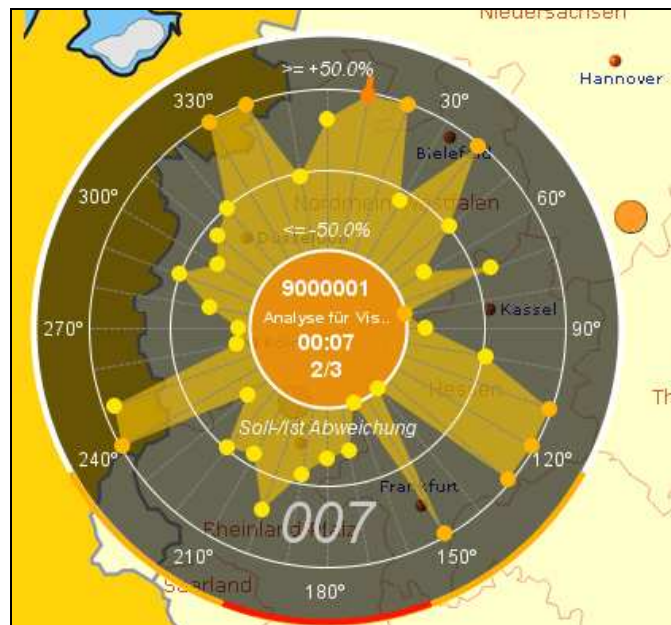 Niedersachsen
>= +50.0%
Hannover
330°
30°
Bielefeld
300°
60°
Nordrhein-Westfalen
<= -50.0%
Düsseldorf
9000001
Kassel
Analyse für Vis..
270°
90°
00:07
2/3
Hessen
Th
Soll-/Ist Abweichung
240°
120°
Frankfurt
007
Rheinland-Pfalz
210°
150°
Saarland
180°